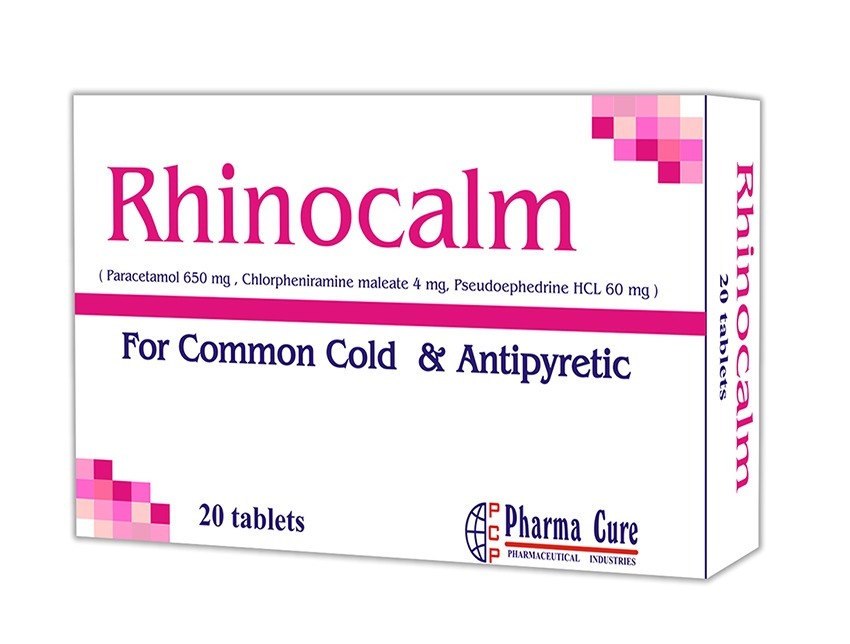 Rhinocalm
( Paracetamol 650 mg , Chlorpheniramine maleate 4 mg, Pseudoephedrine HCL 60 mg )
For Common Cold & Antipyretic
20 tablets
PCP
Pharma Cure
PHARMACEUTICAL INDUSTRIES
Rhinocalm
20 tablets